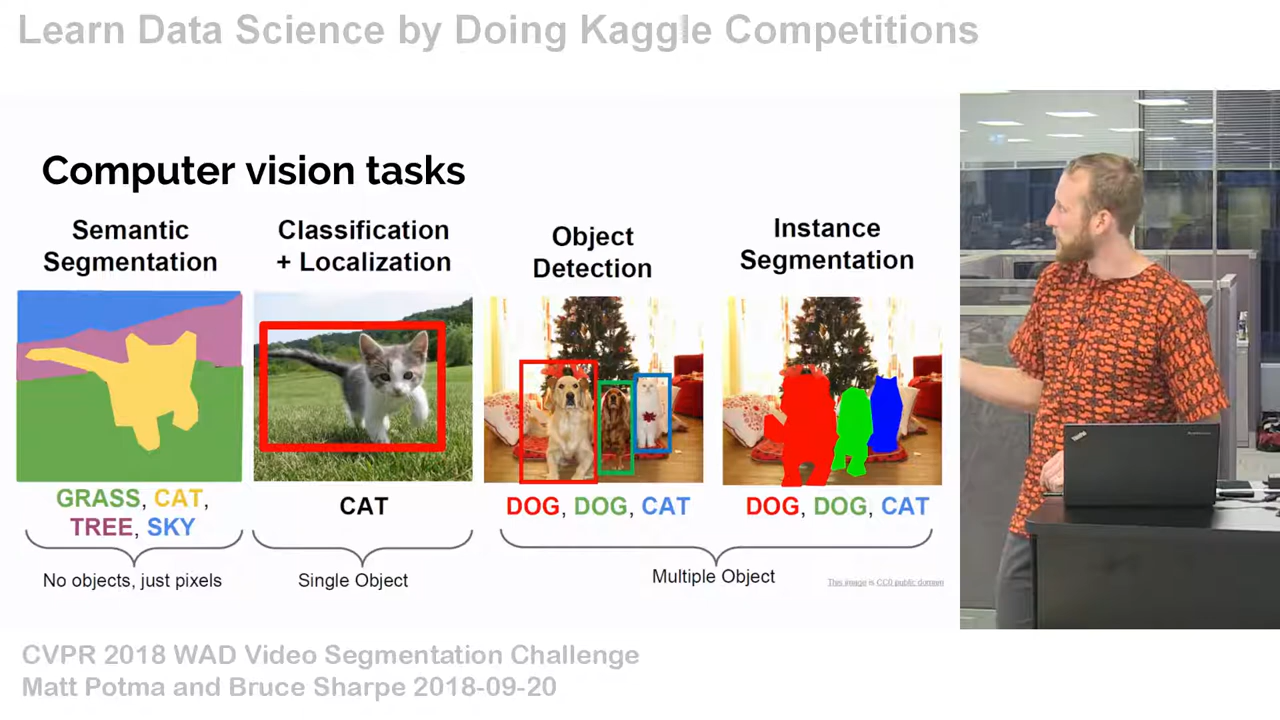 Learn Data Science by Doing Kaggle Competitions
Computer vision tasks
Semantic
Segmentation
Classification
+ Localization
Object
Detection
Instance
Segmentation
GRASS, CAT,
TREE, SKY
CAT
DOG, DOG, CAT
DOG, DOG, CAT
No objects, just pixels
Single Object
Multiple Object
This image is CC0 public domain
CVPR 2018 WAD Video Segmentation Challenge
Matt Potma and Bruce Sharpe 2018-09-20